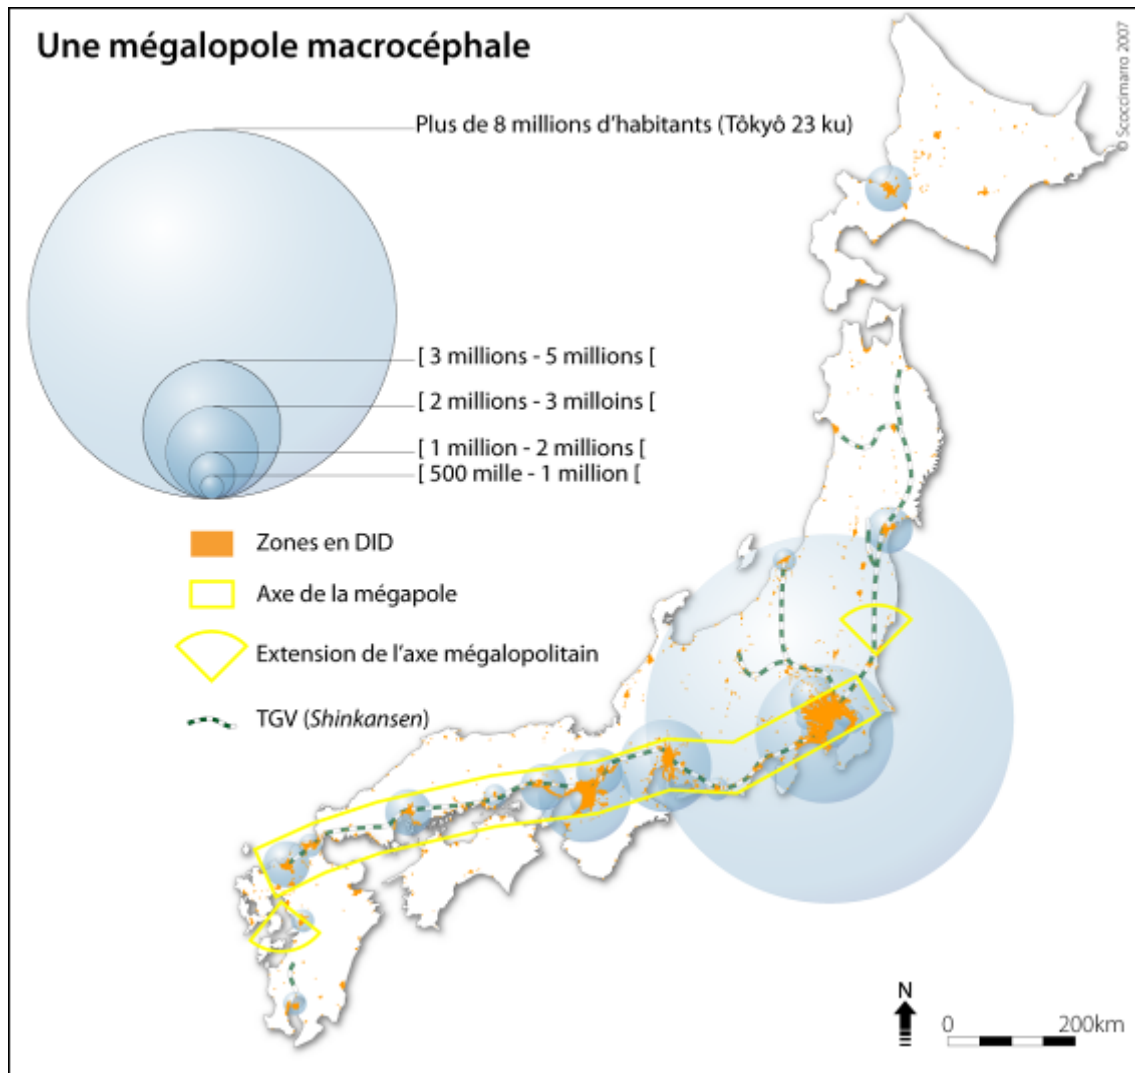 Une mégalopole macrocéphale
© Scoccimarro 2007
Plus de 8 millions d'habitants (Tôkyô 23 ku)
[ 3 millions - 5 millions [
[ 2 millions - 3 milloins [
[ 1 million - 2 millions [
[ 500 mille - 1 million [
Zones en DID
Axe de la mégapole
Extension de l'axe mégalopolitain
TGV (Shinkansen)
N
0 200km